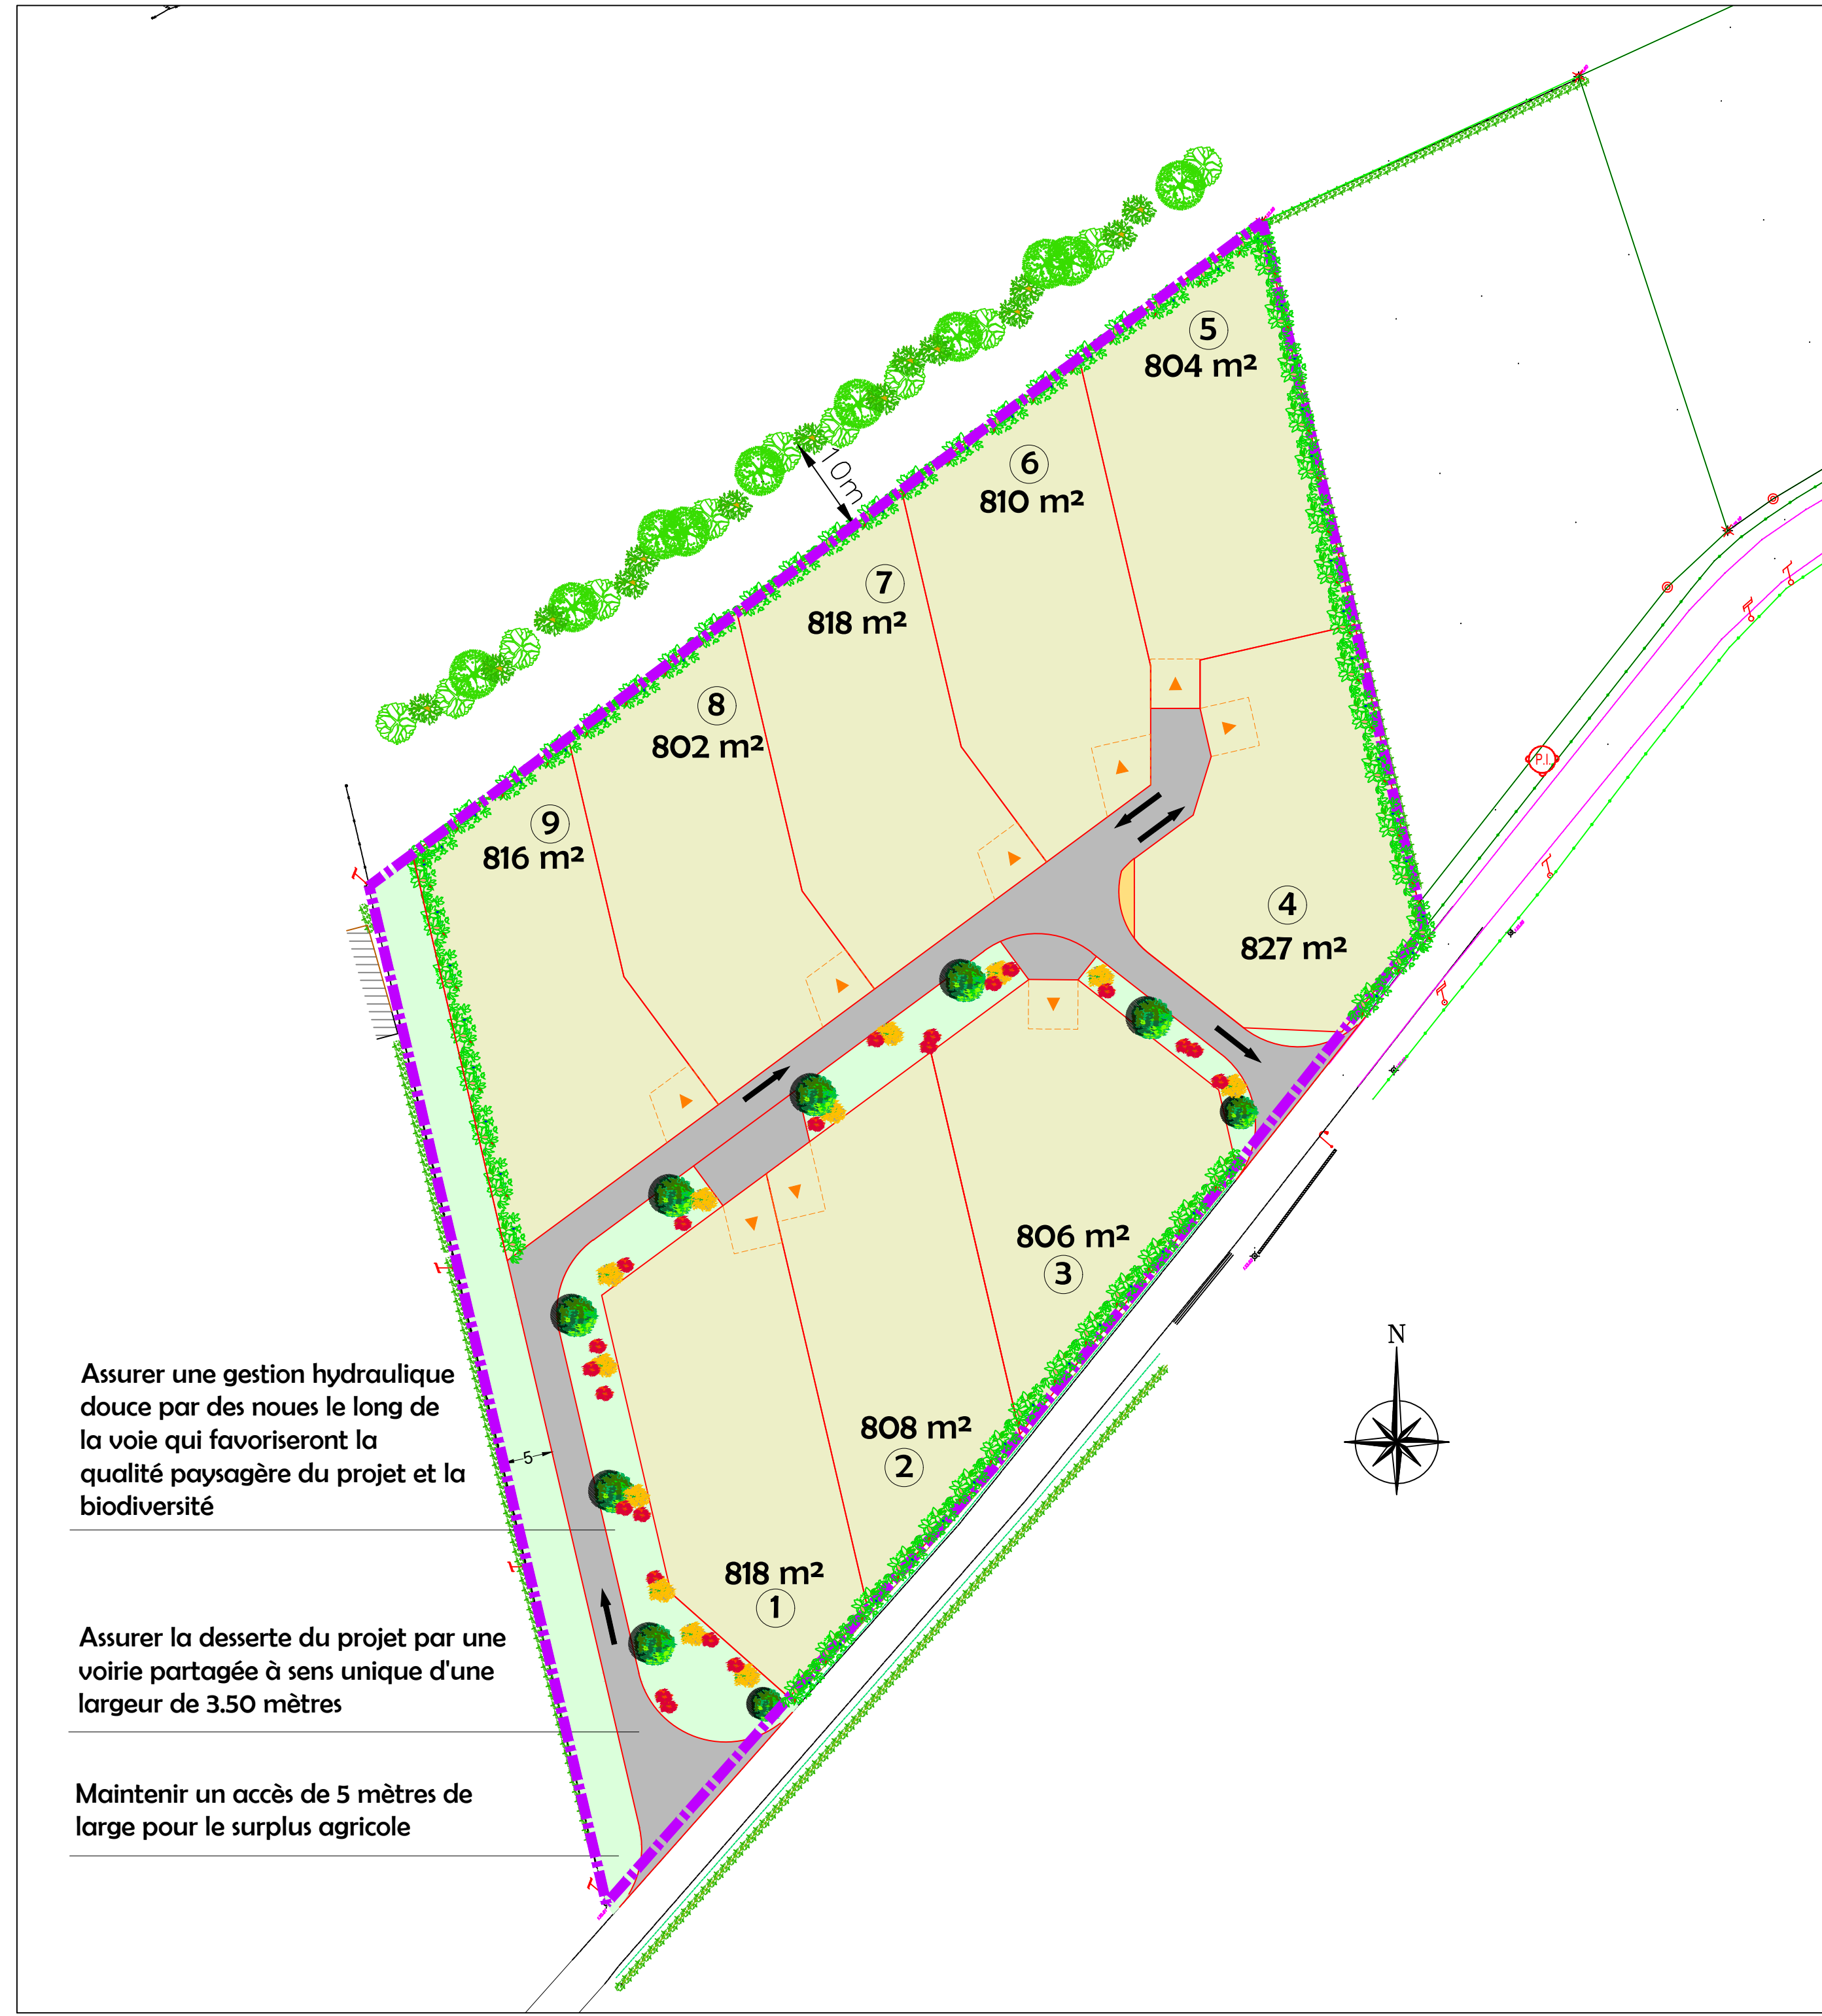 5
804 m²
6
810 m²
10m
7
818 m²
8
802 m²
P.I.
9
816 m²
4
827 m²
806 m²
3
N
Assurer une gestion hydraulique
douce par des noues le long de
la voie qui favoriseront la
qualité paysagère du projet et la
biodiversité
5
808 m²
2
818 m²
1
Assurer la desserte du projet par une
voirie partagée à sens unique d'une
largeur de 3.50 mètres
Maintenir un accès de 5 mètres de
large pour le surplus agricole